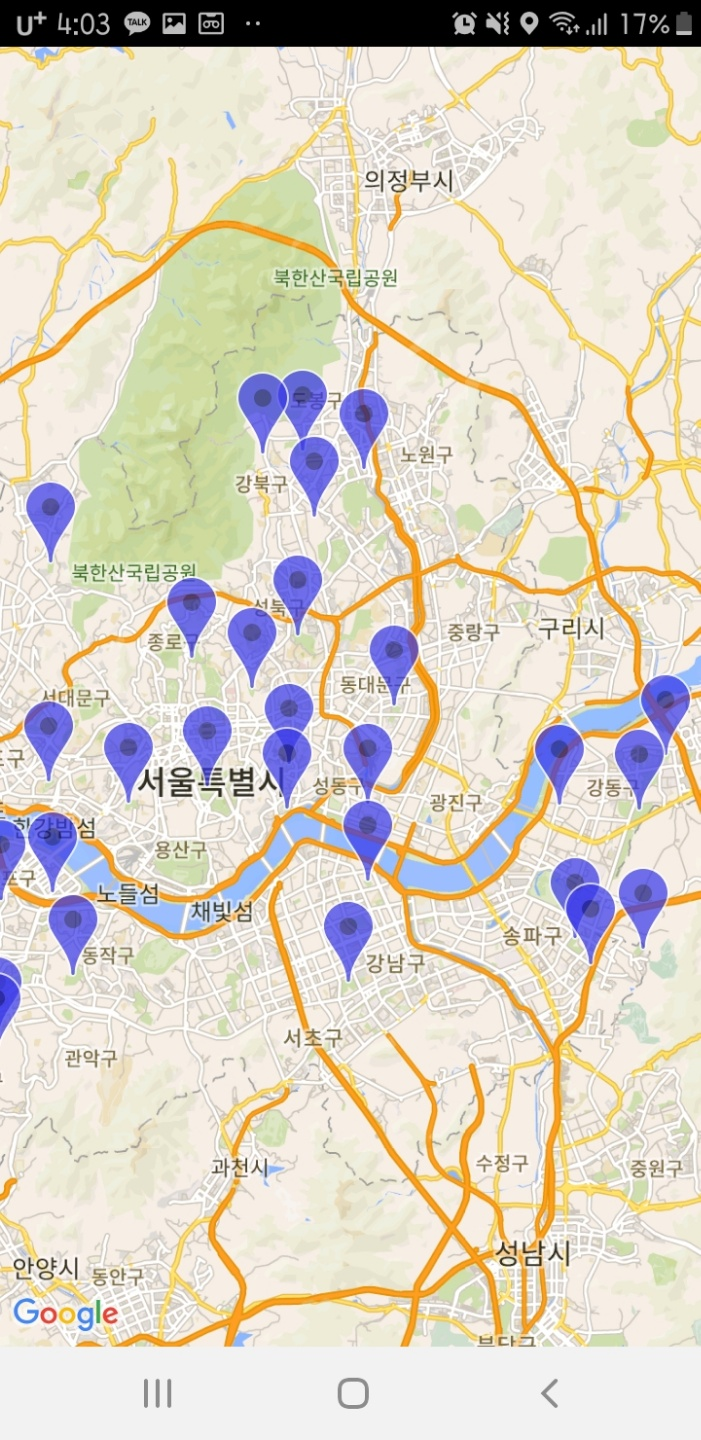 U+ 4:03 TALK 17%
의정부시
북한산국립공원
도봉구
노원구
강북구
북한산국립공원
성북구
종로구
중랑구
구리시
동대문구
서대문구
서울특별시
성동구
강동구
광진구
한강밤섬
용산구
노들섬
채빛섬
송파구
동작구
강남구
서초구
관악구
과천시
수정구
중원구
성남시
안양시
동안구
Google
분당구